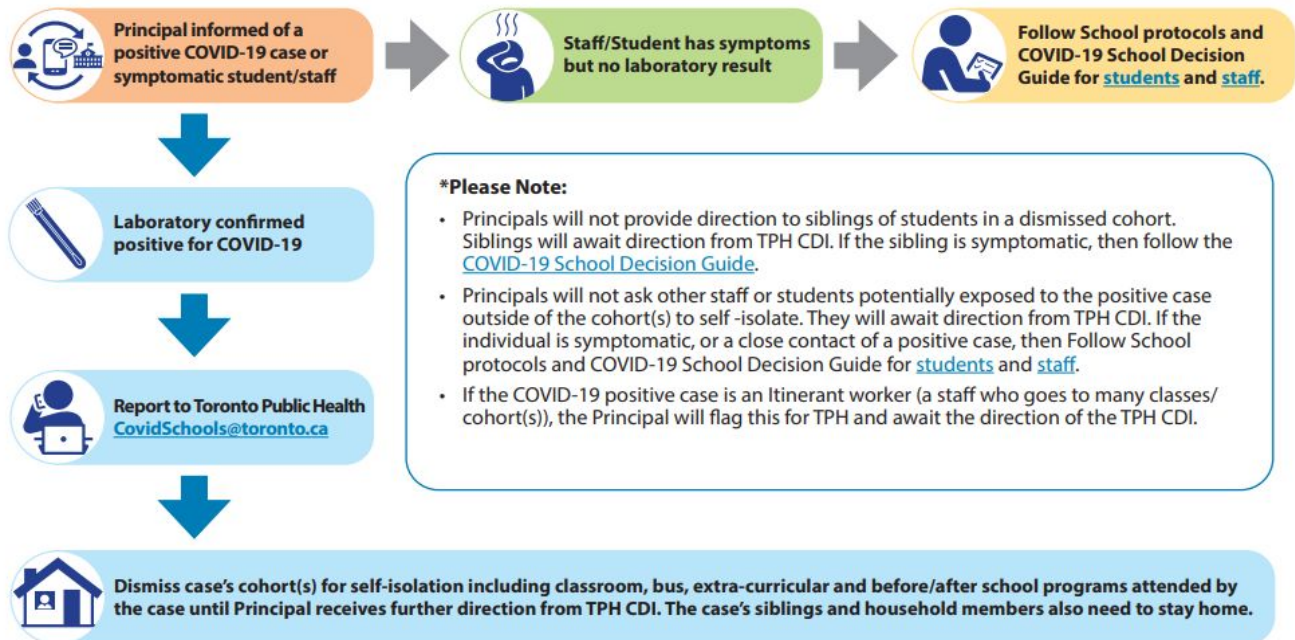 Principal informed of a
positive COVID-19 case or
symptomatic student/staff
Staff/Student has symptoms
but no laboratory result
Follow School protocols and
COVID-19 School Decision
Guide for students and staff.
Laboratory confirmed
positive for COVID-19
Report to Toronto Public Health
CovidSchools@toronto.ca
*Please Note:
• Principals will not provide direction to siblings of students in a dismissed cohort.
Siblings will await direction from TPH CDI. If the sibling is symptomatic, then follow the
COVID-19 School Decision Guide.
• Principals will not ask other staff or students potentially exposed to the positive case
outside of the cohort(s) to self -isolate. They will await direction from TPH CDI. If the
individual is symptomatic, or a close contact of a positive case, then Follow School
protocols and COVID-19 School Decision Guide for students and staff.
• If the COVID-19 positive case is an Itinerant worker (a staff who goes to many classes/
cohort(s)), the Principal will flag this for TPH and await the direction of the TPH CDI.
Dismiss case's cohort(s) for self-isolation including classroom, bus, extra-curricular and before/after school programs attended by
the case until Principal receives further direction from TPH CDI. The case's siblings and household members also need to stay home.